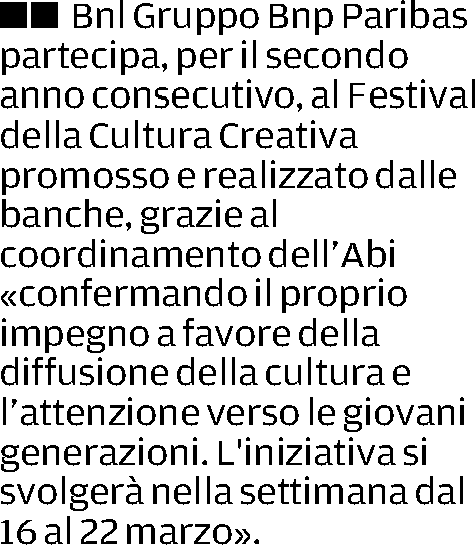 ■■ Bnl Gruppo Bnp Paribas
partecipa, per il secondo
anno consecutivo, al Festival
della Cultura Creativa
promosso e realizzato dalle
banche, grazie al
coordinamento dell’Abi
«confermando il proprio
impegno a favore della
diffusione della cultura e
l’attenzione verso le giovani
generazioni. L'iniziativa si
svolgerà nella settimana dal
16 al 22 marzo».